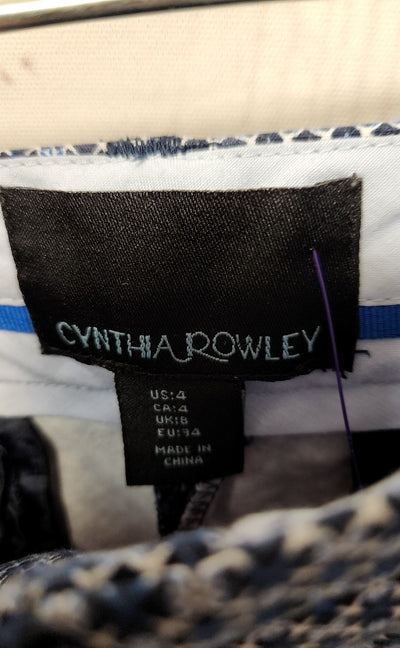 CYNTHIA ROWLEY
US:4
CA:4
UK:8
EU:34
MADE IN
CHINA